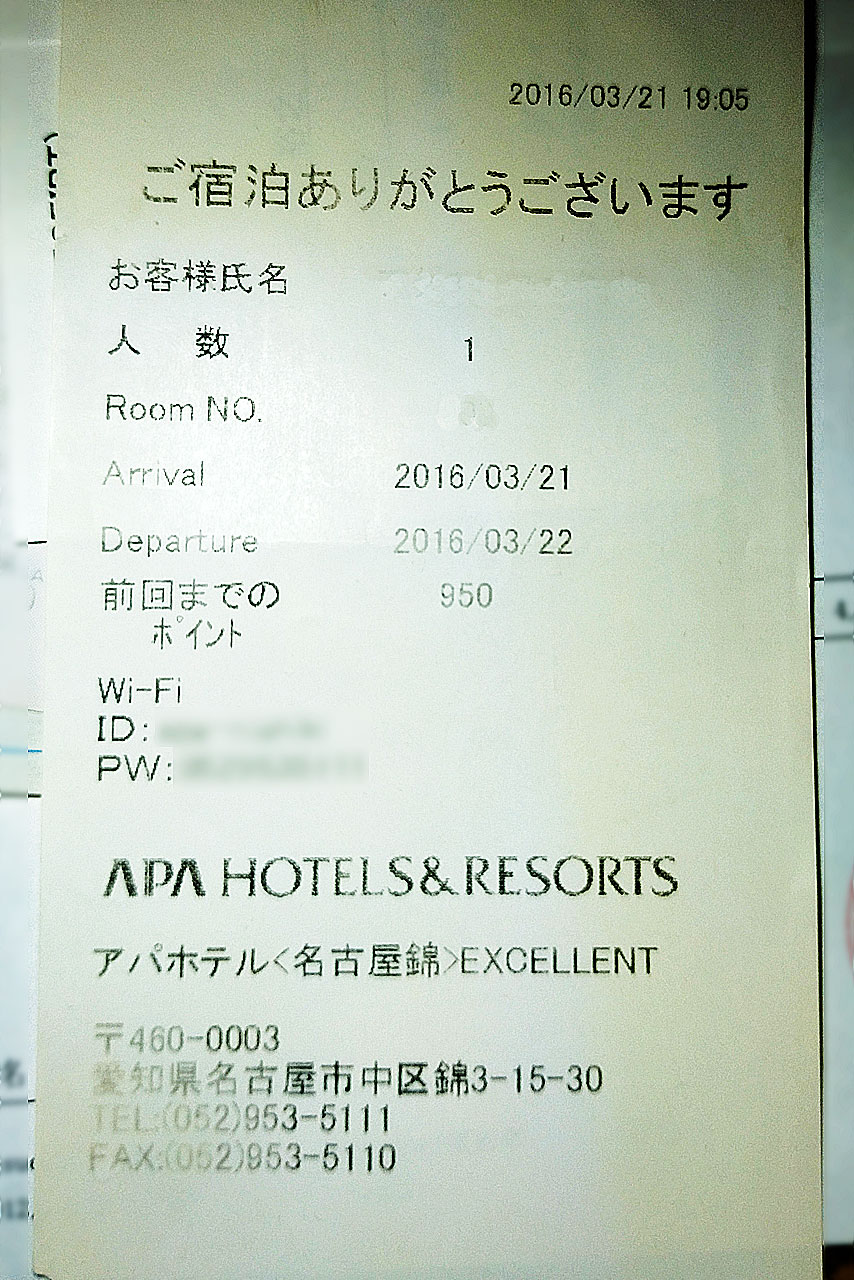 2016/03/21 19:05
ご宿泊ありがとうございます
お客様氏名
人 数 1
Room NO.
Arrival 2016/03/21
Departure 2016/03/22
前回までの 950
ポイント
Wi-Fi
ID:
PW:
APA HOTELS&RESORTS
アパホテル<名古屋錦>EXCELLENT
〒460-0003
愛知県名古屋市中区錦3-15-30
TEL:(052)953-5111
FAX:(052)953-5110